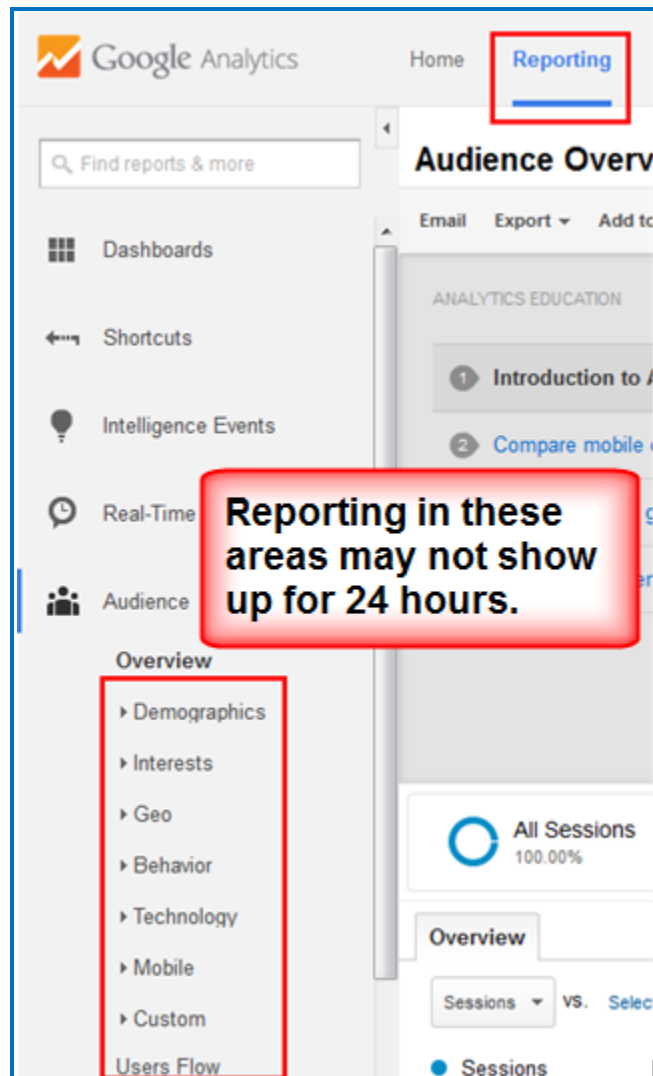 Google Analytics
Home
Reporting
Find reports & more
Audience Overv
Email Export Add to
Dashboards
ANALYTICS EDUCATION
Shortcuts
1 Introduction to A
Intelligence Events
2 Compare mobile
Real-Time
Reporting in these
areas may not show
up for 24 hours.
Audience
Overview
Demographics
Interests
Geo
Behavior
Technology
Mobile
Custom
Users Flow
All Sessions
100.00%
Overview
Sessions VS. Selec
Sessions